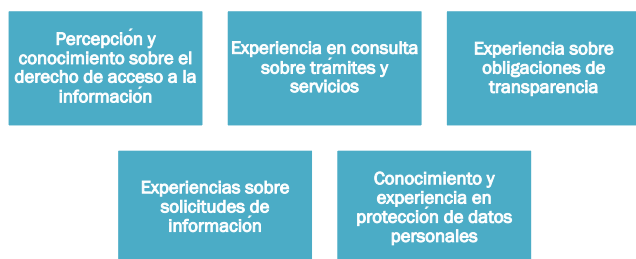 Percepción y
conocimiento sobre el
derecho de acceso a la
información
Experiencia en consulta
sobre trámites y
servicios
Experiencia sobre
obligaciones de
transparencia
Experiencias sobre
solicitudes de
información
Conocimiento y
experiencia en
protección de datos
personales